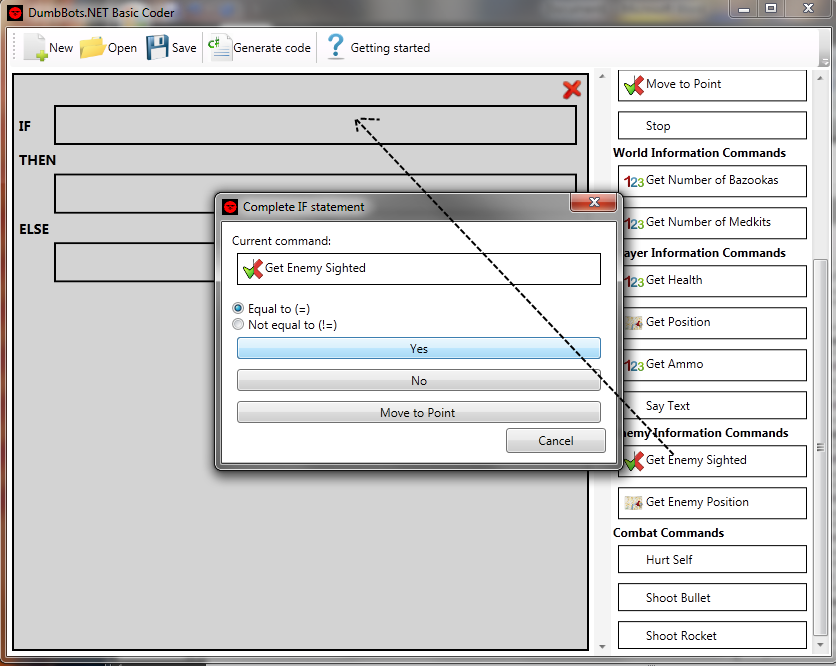 DumbBots.NET Basic Coder
New Open Save Generate code Getting started
IF
THEN
ELSE
Complete IF statement
Current command:
Get Enemy Sighted
Equal to (=)
Not equal to (!=)
Yes
No
Move to Point
Cancel
Move to Point
Stop
World Information Commands
123 Get Number of Bazookas
123 Get Number of Medkits
ayer Information Commands
123 Get Health
Get Position
123 Get Ammo
Say Text
nemy Information Commands
Get Enemy Sighted
Get Enemy Position
Combat Commands
Hurt Self
Shoot Bullet
Shoot Rocket